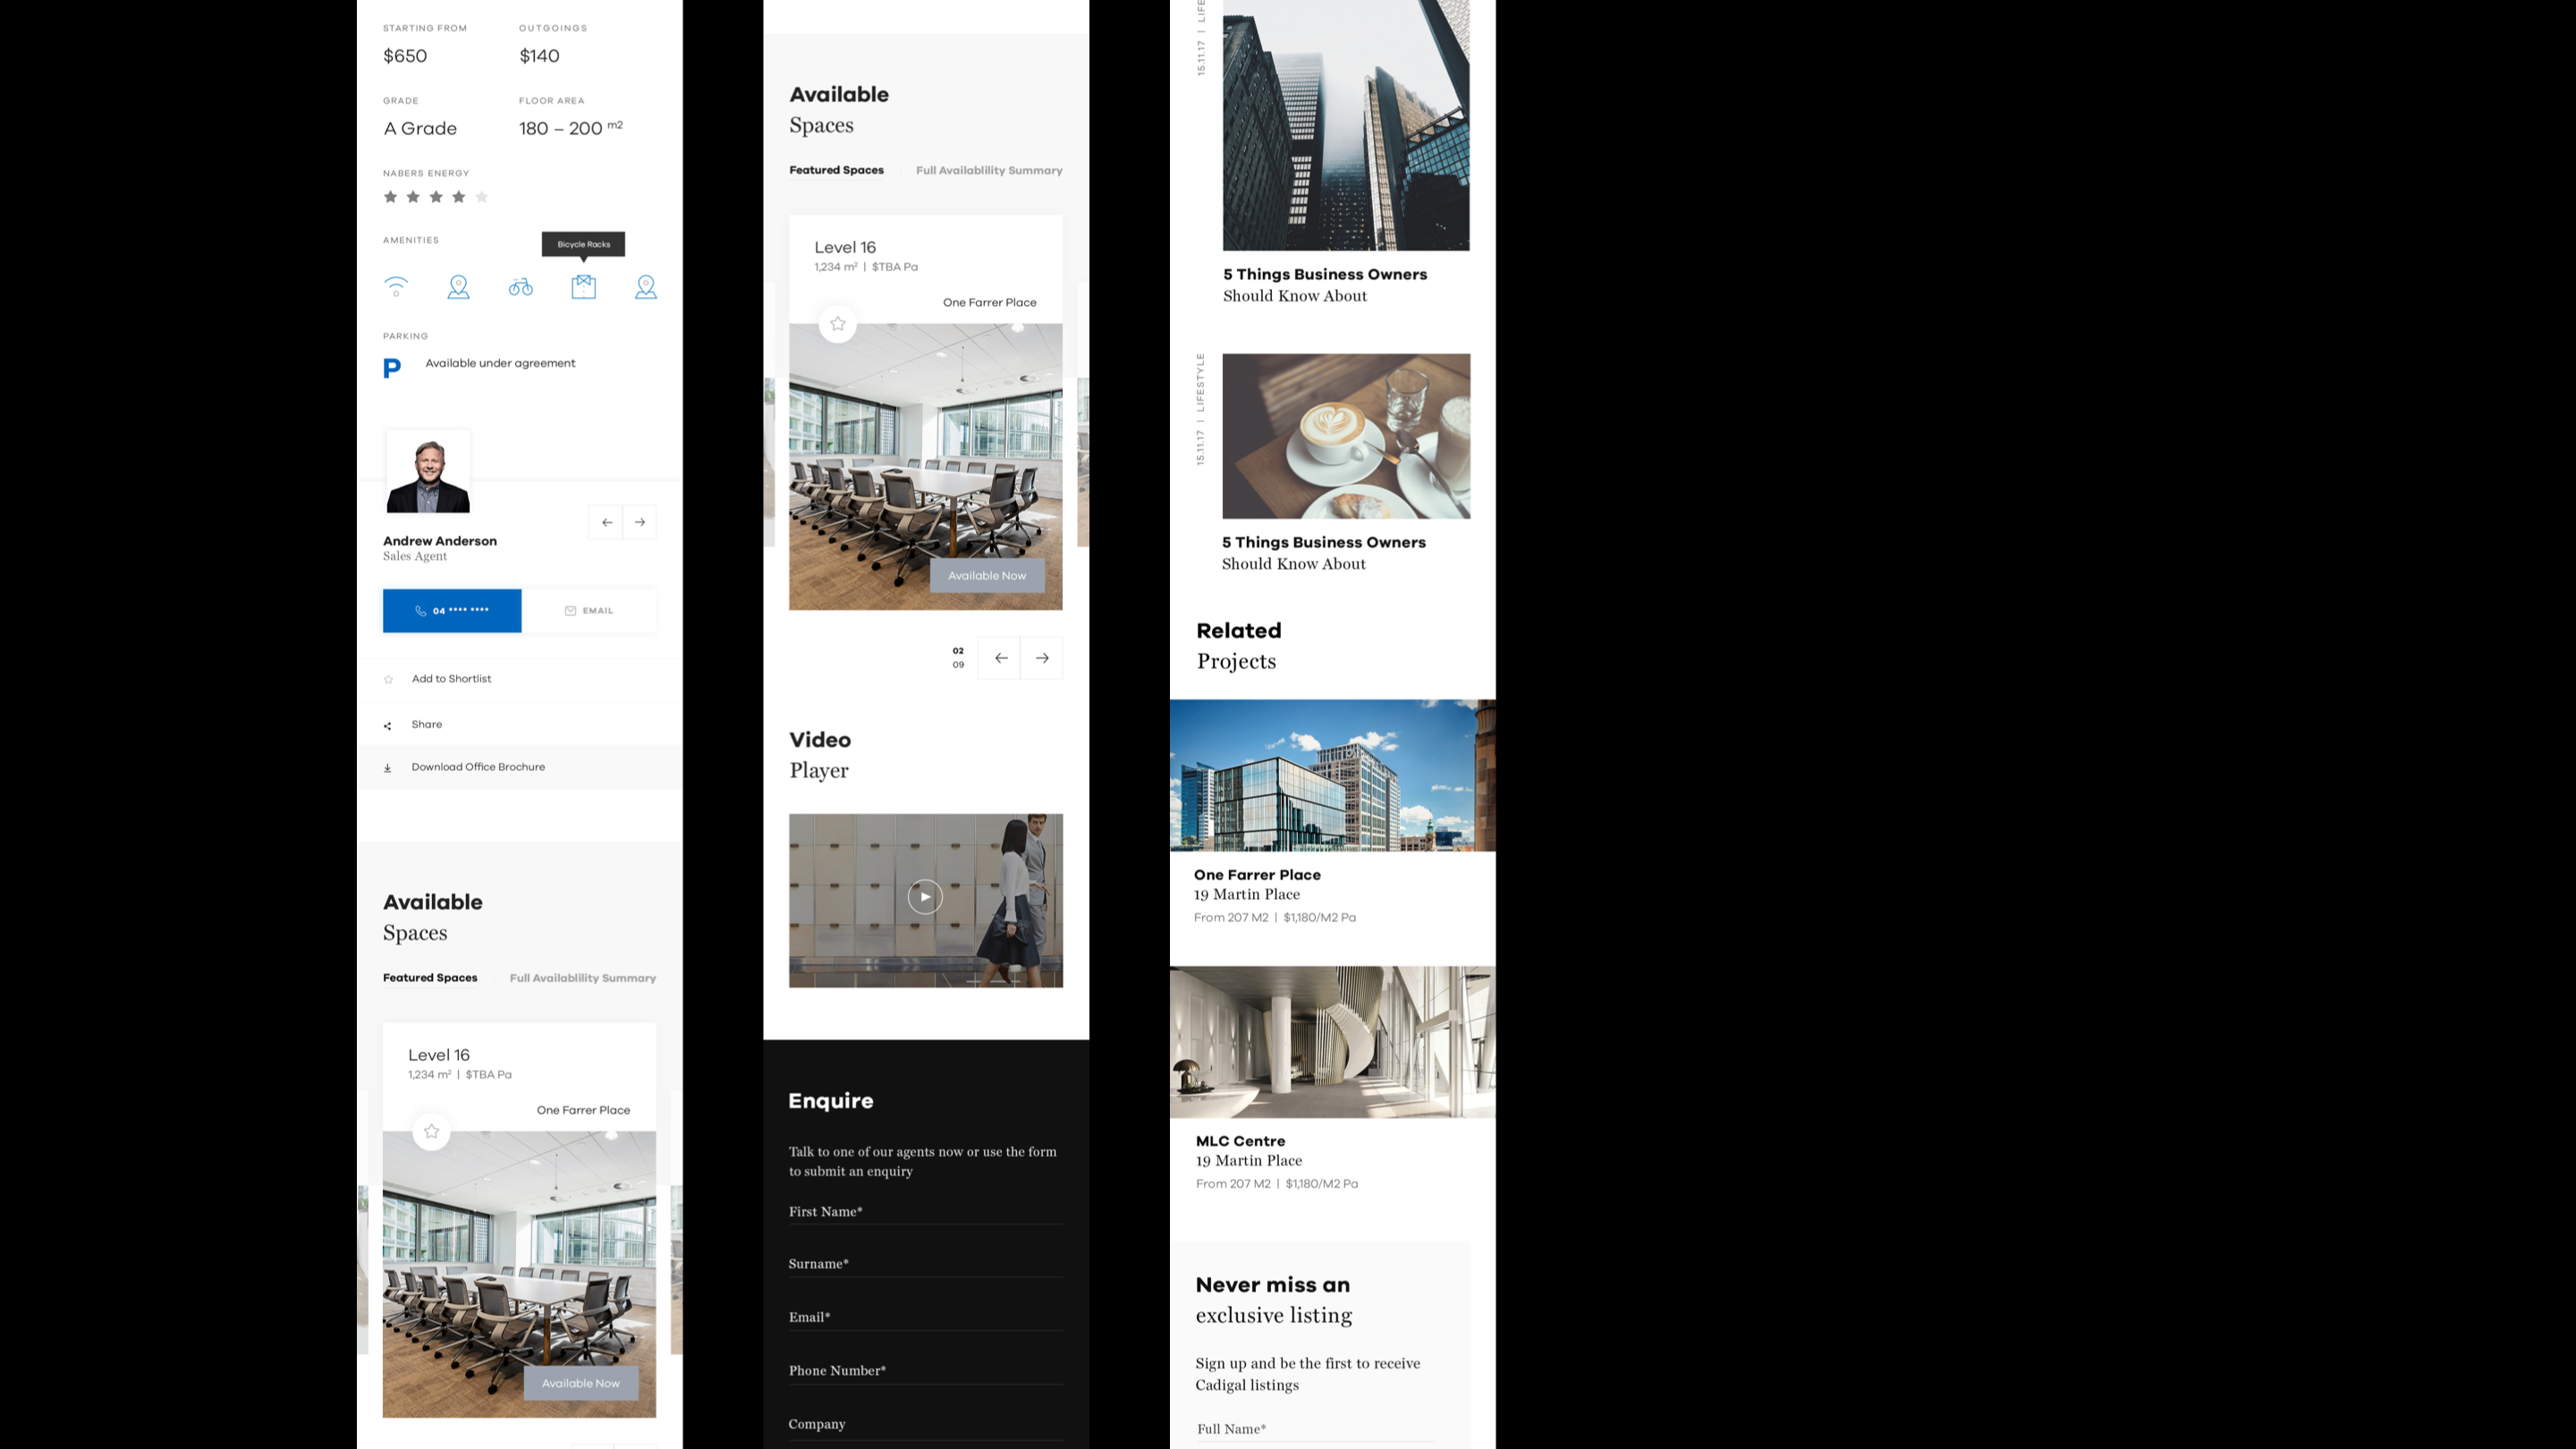 STARTING FROM
OUTGOINGS
$650
$140
GRADE
FLOOR AREA
A Grade
180 – 200 m2
NABERS ENERGY
AMENITIES
Bicycle Racks
PARKING
P
Available under agreement
Andrew Anderson
Sales Agent
04 **** ****
EMAIL
Add to Shortlist
Share
Download Office Brochure
Available
Spaces
Featured Spaces
Full Availablility Summary
Level 16
1,234 m² | $TBA Pa
One Farrer Place
Available Now
Available
Spaces
Featured Spaces
Full Availablility Summary
Level 16
1,234 m² | $TBA Pa
One Farrer Place
Available Now
02
09
Video
Player
Enquire
Talk to one of our agents now or use the form
to submit an enquiry
First Name*
Surname*
Email*
Phone Number*
Company
15.11.17 | LIFE
5 Things Business Owners
Should Know About
15.11.17 | LIFESTYLE
5 Things Business Owners
Should Know About
Related
Projects
One Farrer Place
19 Martin Place
From 207 M2 | $1,180/M2 Pa
MLC Centre
19 Martin Place
From 207 M2 | $1,180/M2 Pa
Never miss an
exclusive listing
Sign up and be the first to receive
Cadigal listings
Full Name*